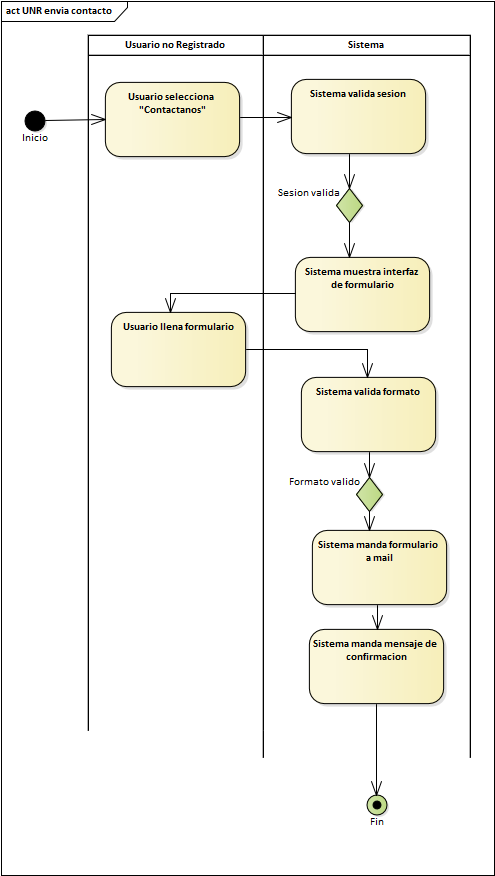 act UNR envia contacto
Usuario no Registrado
Sistema
Usuario selecciona
"Contactanos"
Sistema valida sesion
Inicio
Sesion valida
Sistema muestra interfaz
de formulario
Usuario llena formulario
Sistema valida formato
Formato valido
Sistema manda formulario
a mail
Sistema manda mensaje de
confirmacion
Fin